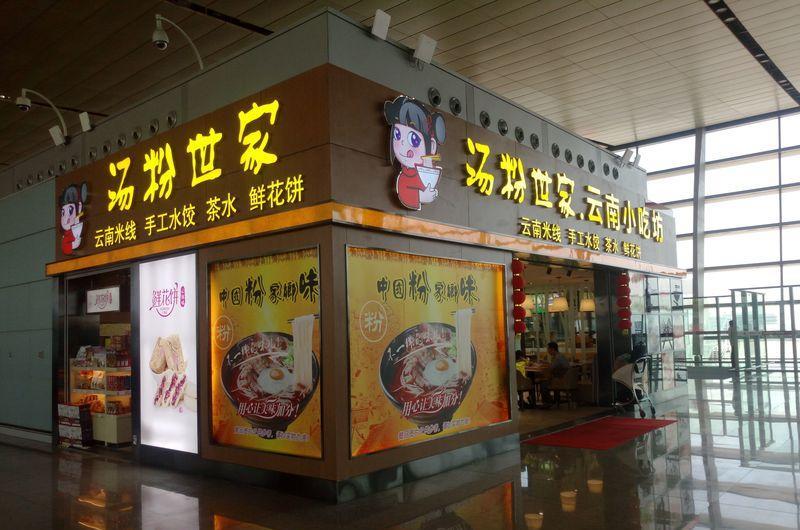 汤粉世家
云南米线 手工水饺 茶水 鲜花饼
汤粉世家.云南小吃坊
云南米线 手工水饺 茶水 鲜花饼
鲜花饼
中国粉 家乡味
粉
用心让美味加分!
中国粉 家乡味
粉
用心让美味加分!